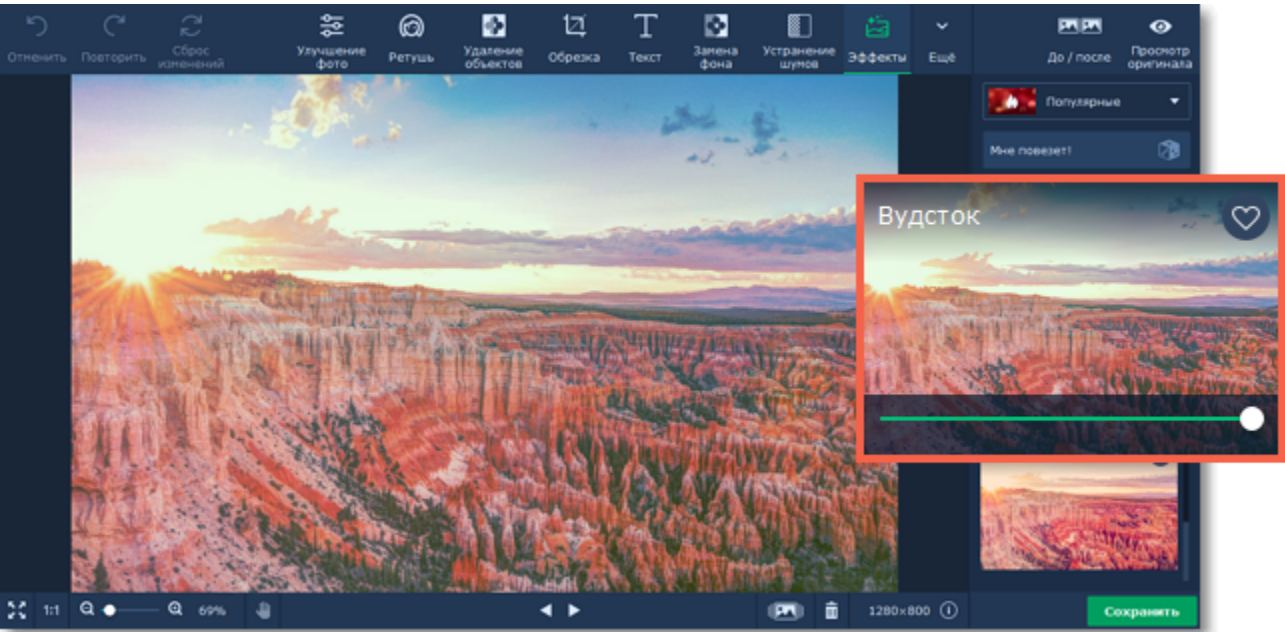 Отменить
Повторить
Сброс
изменений
Улучшение
фото
Ретушь
Удаление
объектов
Обрезка
Текст
Замена
фона
Устранение
шумов
Эффекты
Ещё
До / после
Просмотр
оригинала
Популярные
Мне повезет!
Вудсток
1:1
69%
1280×800
Сохранить